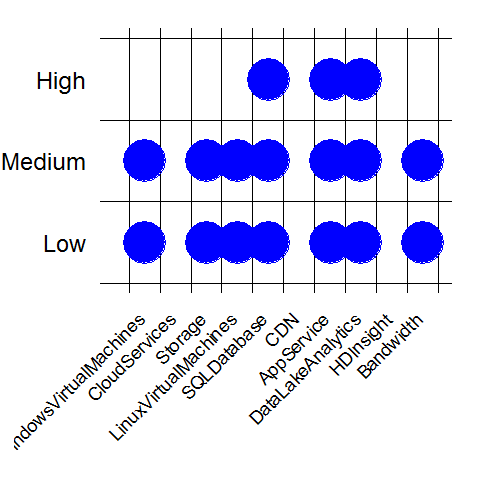 High
Medium
Low
ndowsVirtualMachines
CloudServices
Storage
LinuxVirtualMachines
SQLDatabase
CDN
AppService
DataLakeAnalytics
HDInsight
Bandwidth